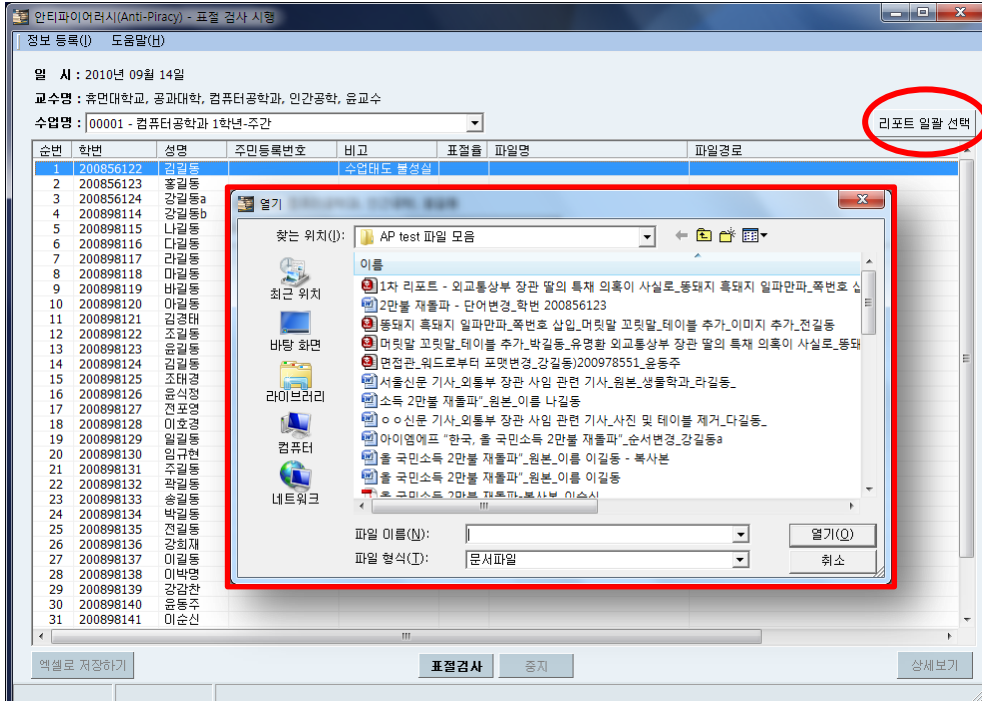 안티파이어러시(Anti-Piracy) - 표절 검사 시행
정보 등록(I) 도움말(H)
일 시 : 2010년 09월 14일
교수명 : 휴먼대학교, 공과대학, 컴퓨터공학과, 인간공학, 윤교수
수업명 : 00001 - 컴퓨터공학과 1학년-주간
리포트 일괄 선택
순번 학번 성명 주민등록번호 비고 표절율 파일명 파일경로
1 200856122 김길동 수업태도 불성실
2 200856123 홍길동
3 200856124 강길동a
4 200898114 강길동b
5 200898115 나길동
6 200898116 다길동
7 200898117 라길동
8 200898118 마길동
9 200898119 바길동
10 200898120 아길동
11 200898121 김경태
12 200898122 조길동
13 200898123 윤길동
14 200898124 김길동
15 200898125 조태경
16 200898126 윤식정
17 200898127 전포영
18 200898128 이호경
19 200898129 일길동
20 200898130 임규현
21 200898131 주길동
22 200898132 곽길동
23 200898133 송길동
24 200898134 박길동
25 200898135 전길동
26 200898136 강희재
27 200898137 이길동
28 200898138 이박명
29 200898139 강감찬
30 200898140 윤동주
31 200898141 이순신
열기
찾는 위치(I): AP test 파일 모음
최근 위치
바탕 화면
라이브러리
컴퓨터
네트워크
이름
1차 리포트 - 외교통상부 장관 딸의 특채 의혹이 사실로_똥돼지 흑돼지 일파만파_쪽번호 삽
2만불 재돌파 - 단어변경_학번 200856123
똥돼지 흑돼지 일파만파_쪽번호 삽입_머릿말 꼬릿말_테이블 추가_이미지 추가_전길동
머릿말 꼬릿말_테이블 추가_박길동_유명환 외교통상부 장관 딸의 특채 의혹이 사실로_똥돼
면접관_워드로부터 포맷변경_강길동)200978551_윤동주
서울신문 기사_외통부 장관 사임 관련 기사_원본_생물학과_라길동_
소득 2만불 재돌파"_원본_이름 나길동
ㅇㅇ신문 기사_외통부 장관 사임 관련 기사_사진 및 테이블 제거_다길동_
아이엠에프 "한국, 올 국민소득 2만불 재돌파"_순서변경_강길동a
올 국민소득 2만불 재돌파"_원본_이름 이길동 - 복사본
올 국민소득 2만불 재돌파"_원본_이름 이길동
올 국민소득 2만불 재돌파-복사본_이순신
파일 이름(N):
열기(O)
파일 형식(T): 문서파일
취소
엑셀로 저장하기 표절검사 중지 상세보기